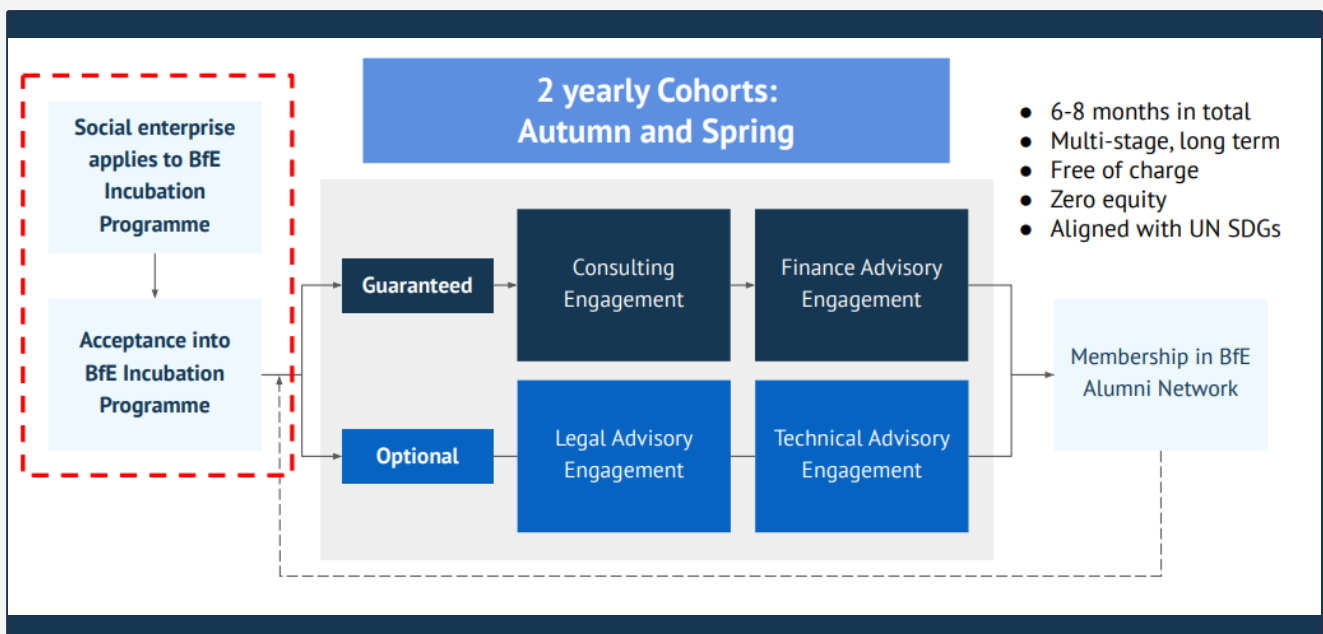 2 yearly Cohorts:
Autumn and Spring
Social enterprise
applies to BfE
Incubation
Programme
Acceptance into
BfE Incubation
Programme
Guaranteed
Consulting
Engagement
Finance Advisory
Engagement
Optional
Legal Advisory
Engagement
Technical Advisory
Engagement
● 6-8 months in total
● Multi-stage, long term
● Free of charge
● Zero equity
● Aligned with UN SDGs
Membership in BfE
Alumni Network